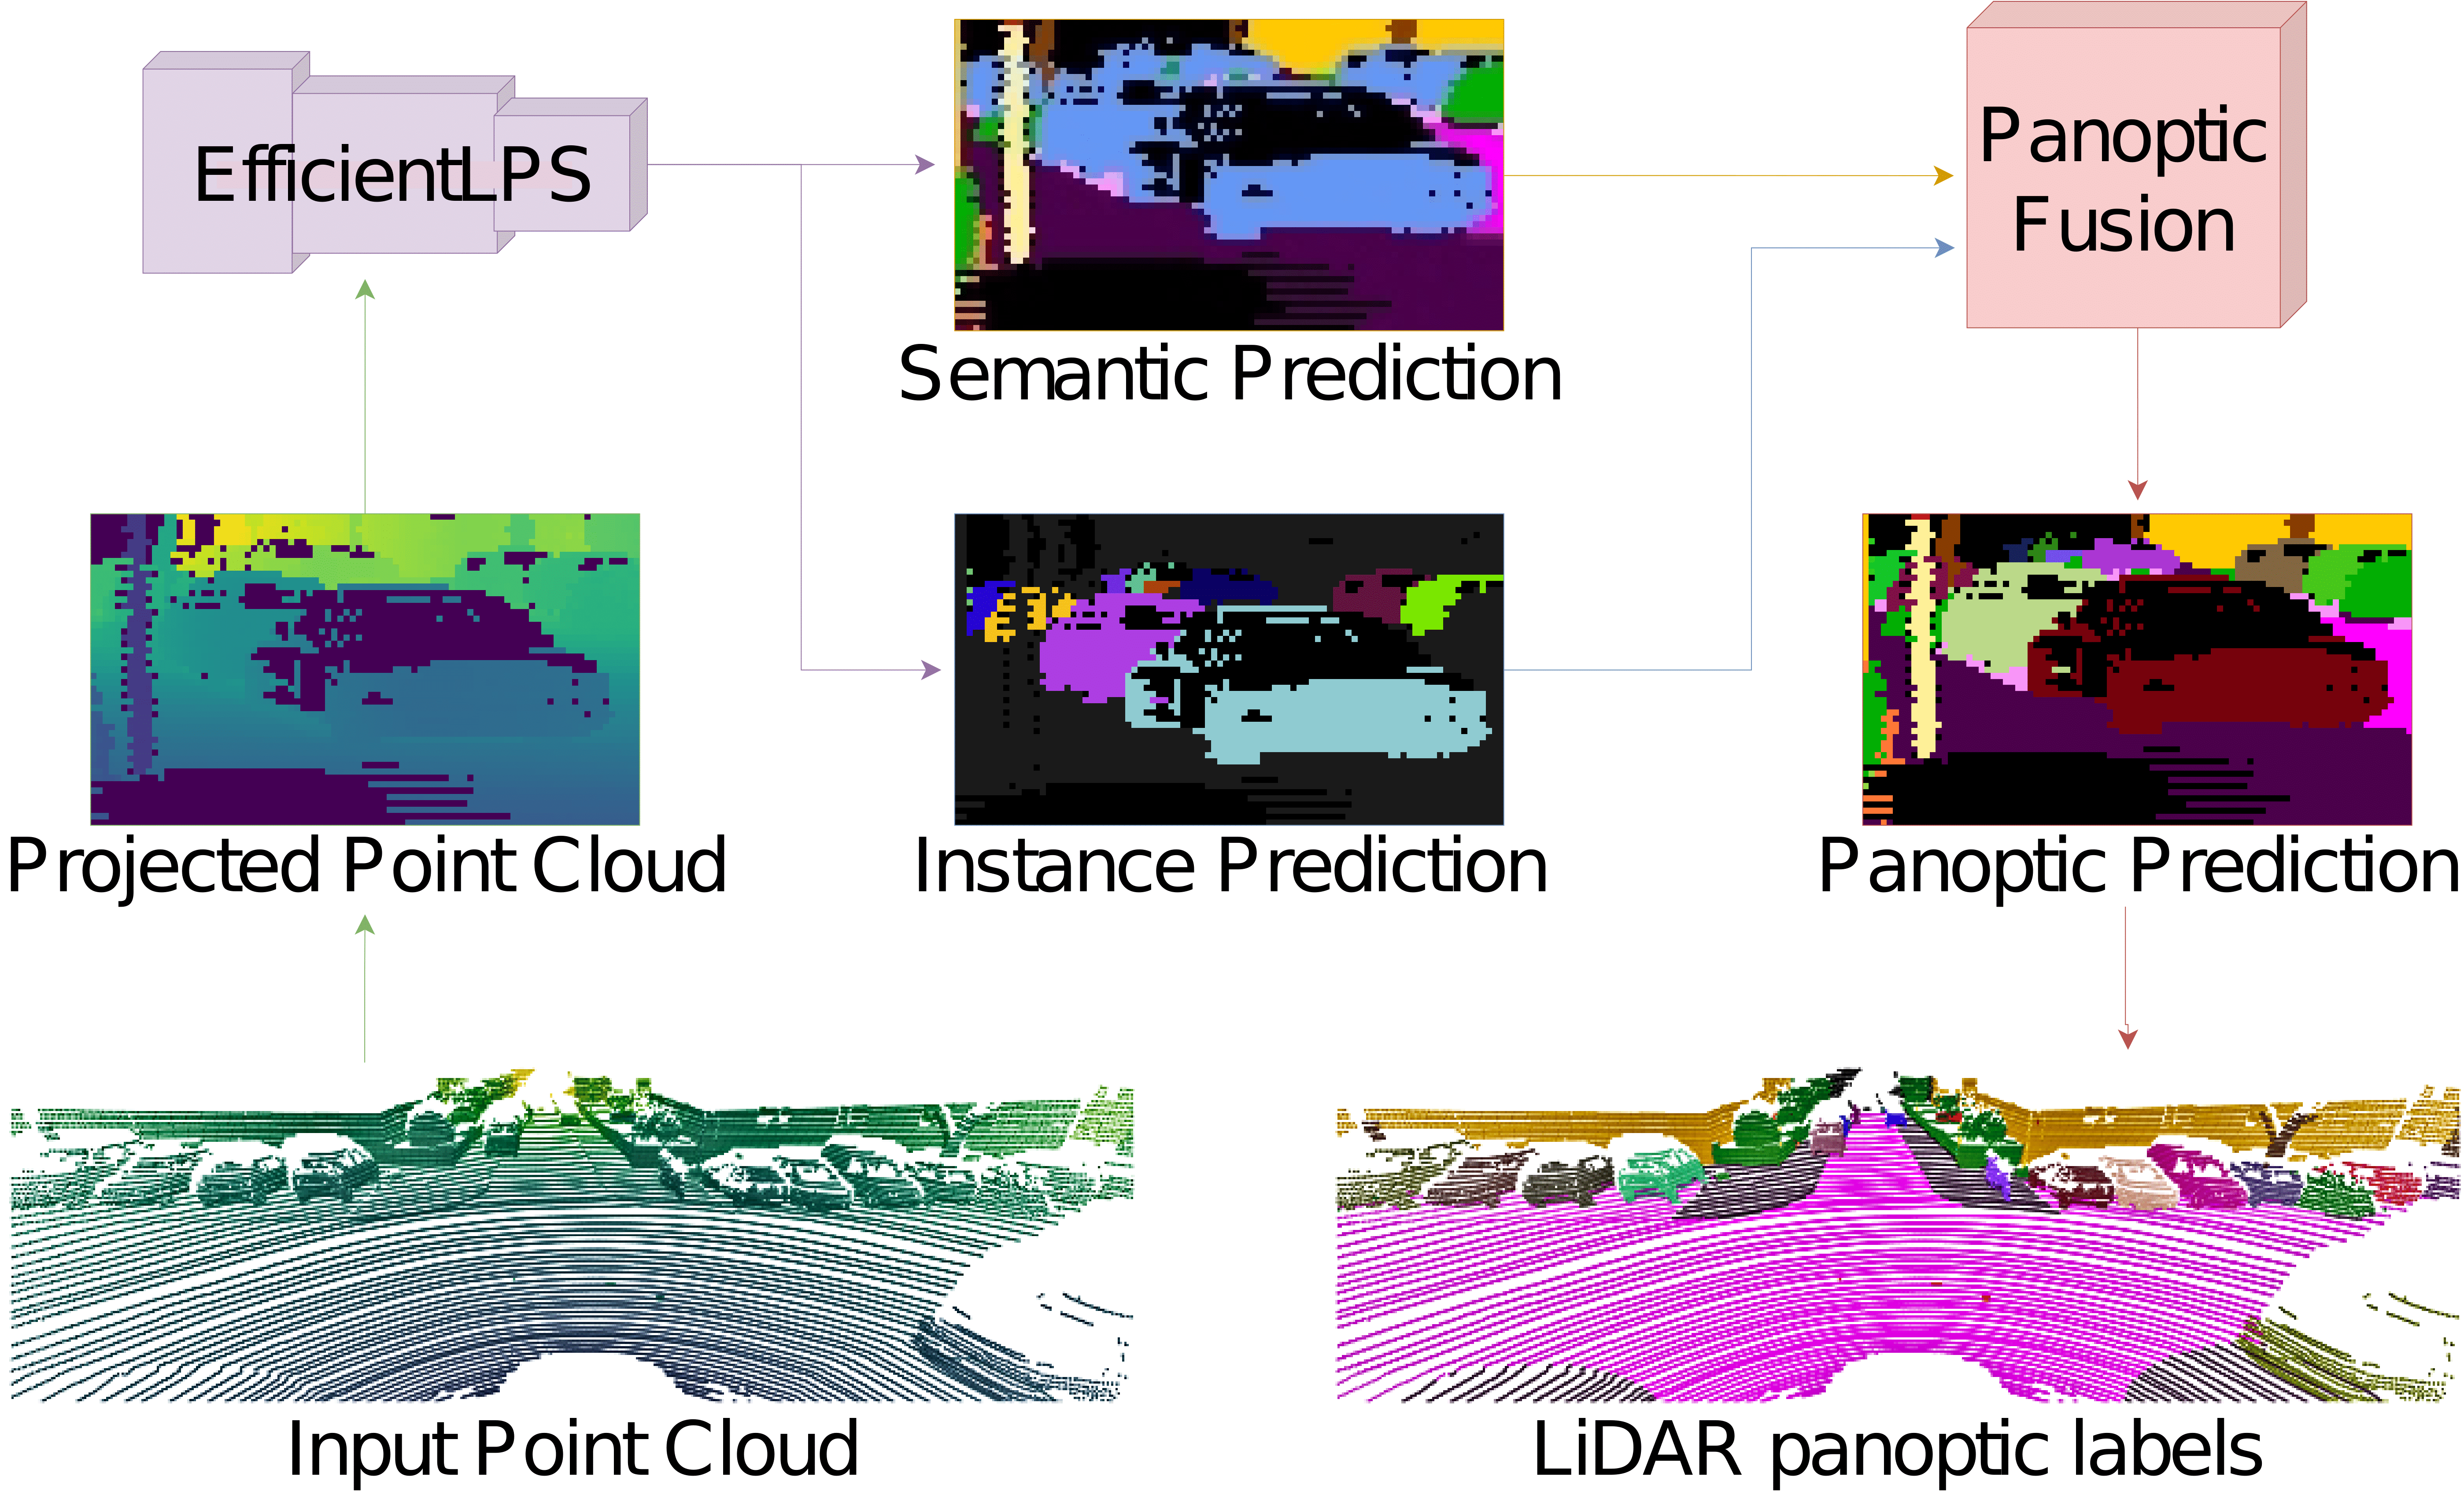 EfficientLPS
Semantic Prediction
Panoptic
Fusion
Projected Point Cloud
Instance Prediction
Panoptic Prediction
Input Point Cloud
LiDAR panoptic labels